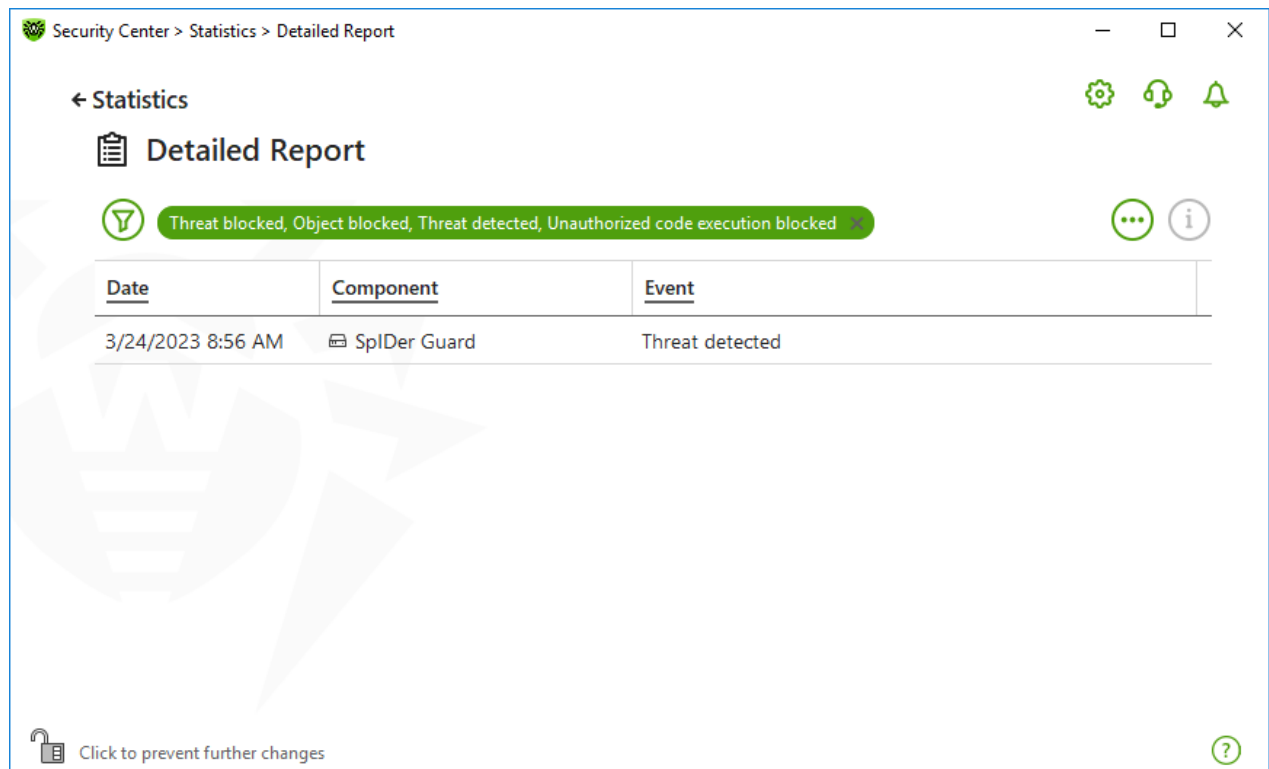 Security Center > Statistics > Detailed Report
Statistics
Detailed Report
Threat blocked, Object blocked, Threat detected, Unauthorized code execution blocked
Date Component Event
3/24/2023 8:56 AM SpIDer Guard Threat detected
Click to prevent further changes